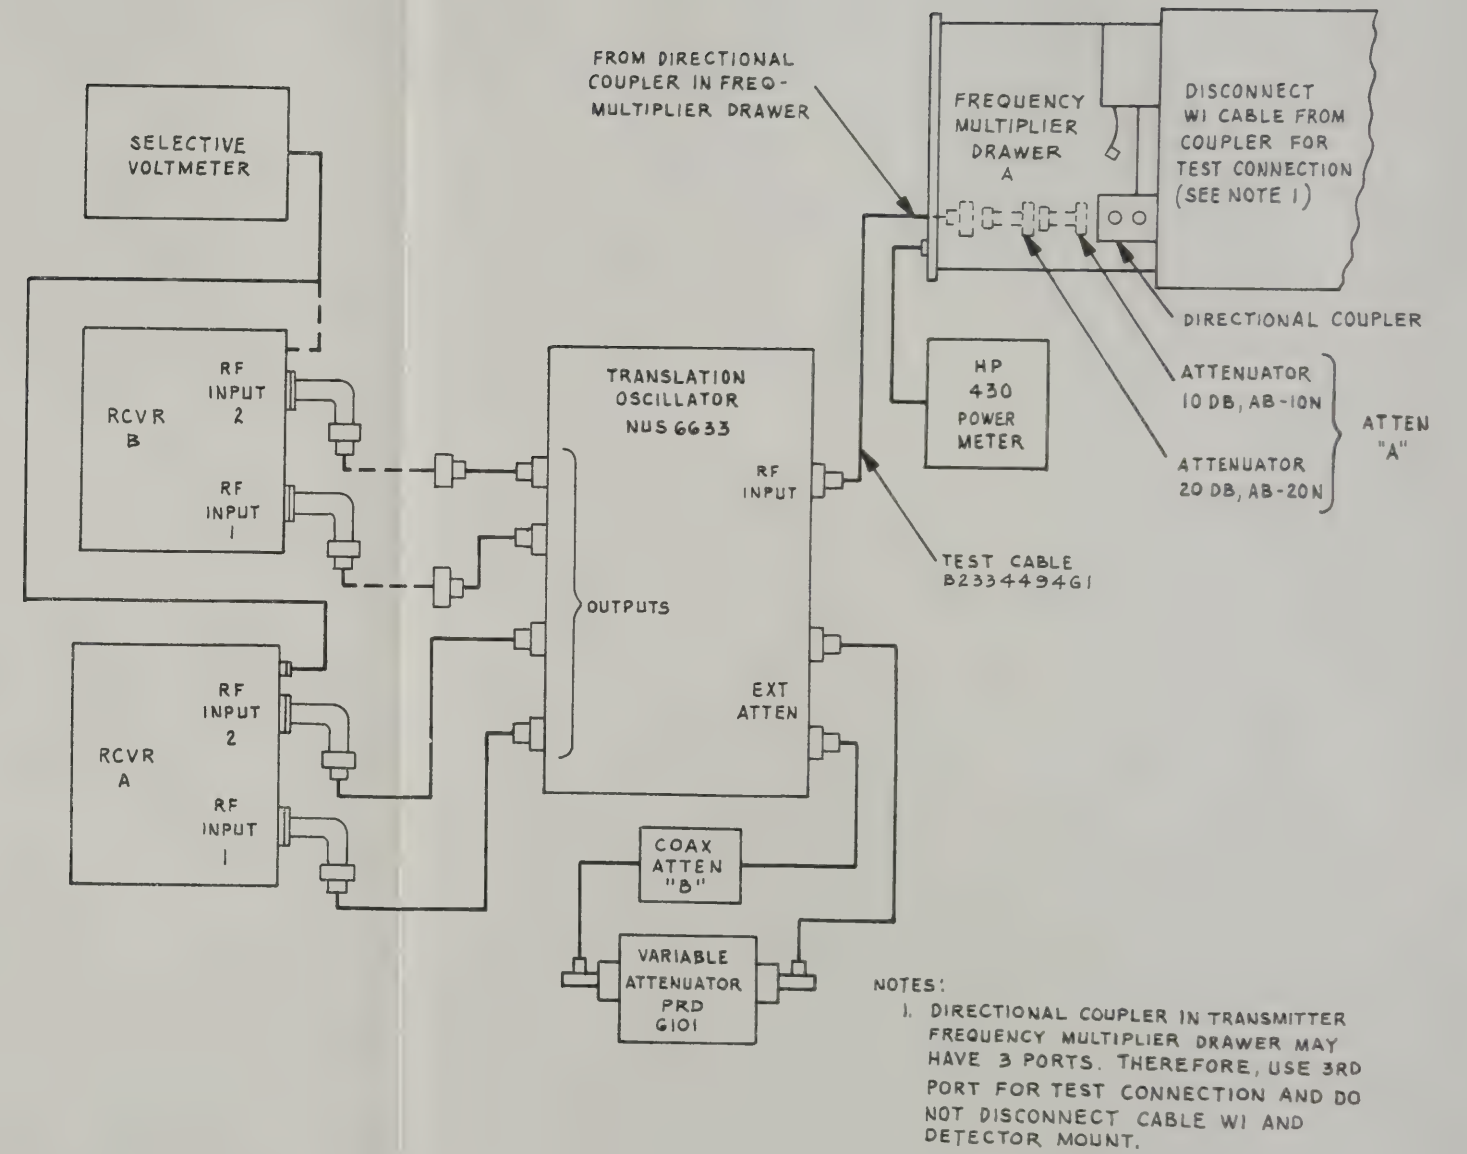 FROM DIRECTIONAL
COUPLER IN FREQ-
MULTIPLIER DRAWER
SELECTIVE
VOLTMETER
FREQUENCY
MULTIPLIER
DRAWER
A
DISCONNECT
W1 CABLE FROM
COUPLER FOR
TEST CONNECTION
(SEE NOTE 1)
DIRECTIONAL COUPLER
ATTENUATOR
10 DB, AB-10N
ATTENUATOR
20 DB, AB-20N
ATTEN
"A"
HP
430
POWER
METER
RCVR
B
RF
INPUT
2
RF
INPUT
1
TRANSLATION
OSCILLATOR
NUS 6633
RF
INPUT
OUTPUTS
EXT
ATTEN
TEST CABLE
B2334494G1
RCVR
A
RF
INPUT
2
RF
INPUT
1
COAX
ATTEN
"B"
VARIABLE
ATTENUATOR
PRD
6101
NOTES:
1. DIRECTIONAL COUPLER IN TRANSMITTER
FREQUENCY MULTIPLIER DRAWER MAY
HAVE 3 PORTS. THEREFORE, USE 3RD
PORT FOR TEST CONNECTION AND DO
NOT DISCONNECT CABLE W1 AND
DETECTOR MOUNT.